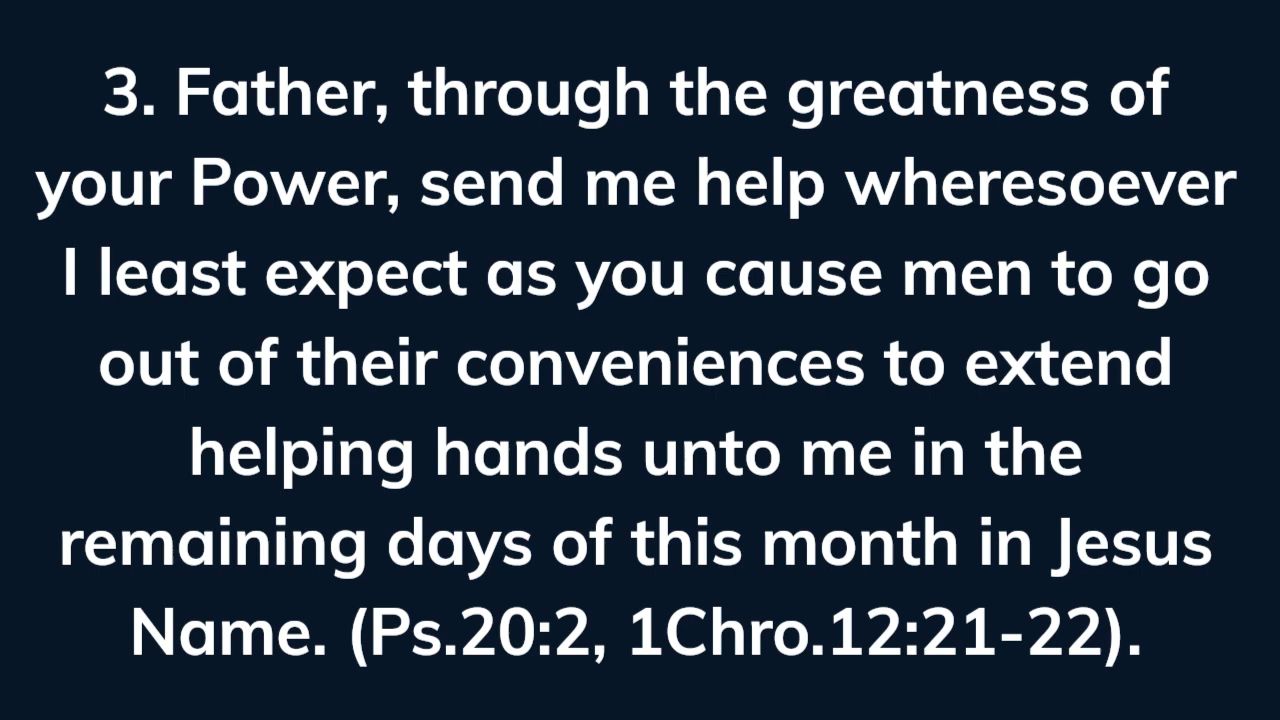 3. Father, through the greatness of
your Power, send me help wheresoever
I least expect as you cause men to go
out of their conveniences to extend
helping hands unto me in the
remaining days of this month in Jesus
Name. (Ps.20:2, 1Chro.12:21-22).